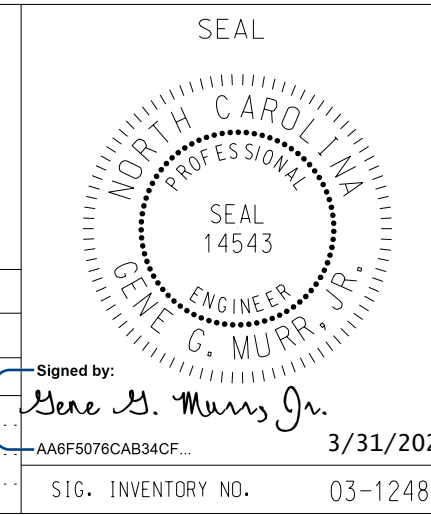 SEAL
NORTH CAROLINA
PROFESSIONAL
SEAL
14543
ENGINEER
GENE G. MURR, JR.
Signed by:
Gene G. Murr, Jr.
AA6F5076CAB34CF...
3/31/202
SIG. INVENTORY NO.
03-1248